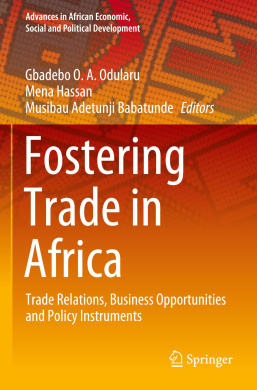 Advances in African Economic,
Social and Political Development
Gbadebo O. A. Odularu
Mena Hassan
Musibau Adetunji Babatunde Editors
Fostering
Trade in
Africa
Trade Relations, Business Opportunities
and Policy Instruments
Springer